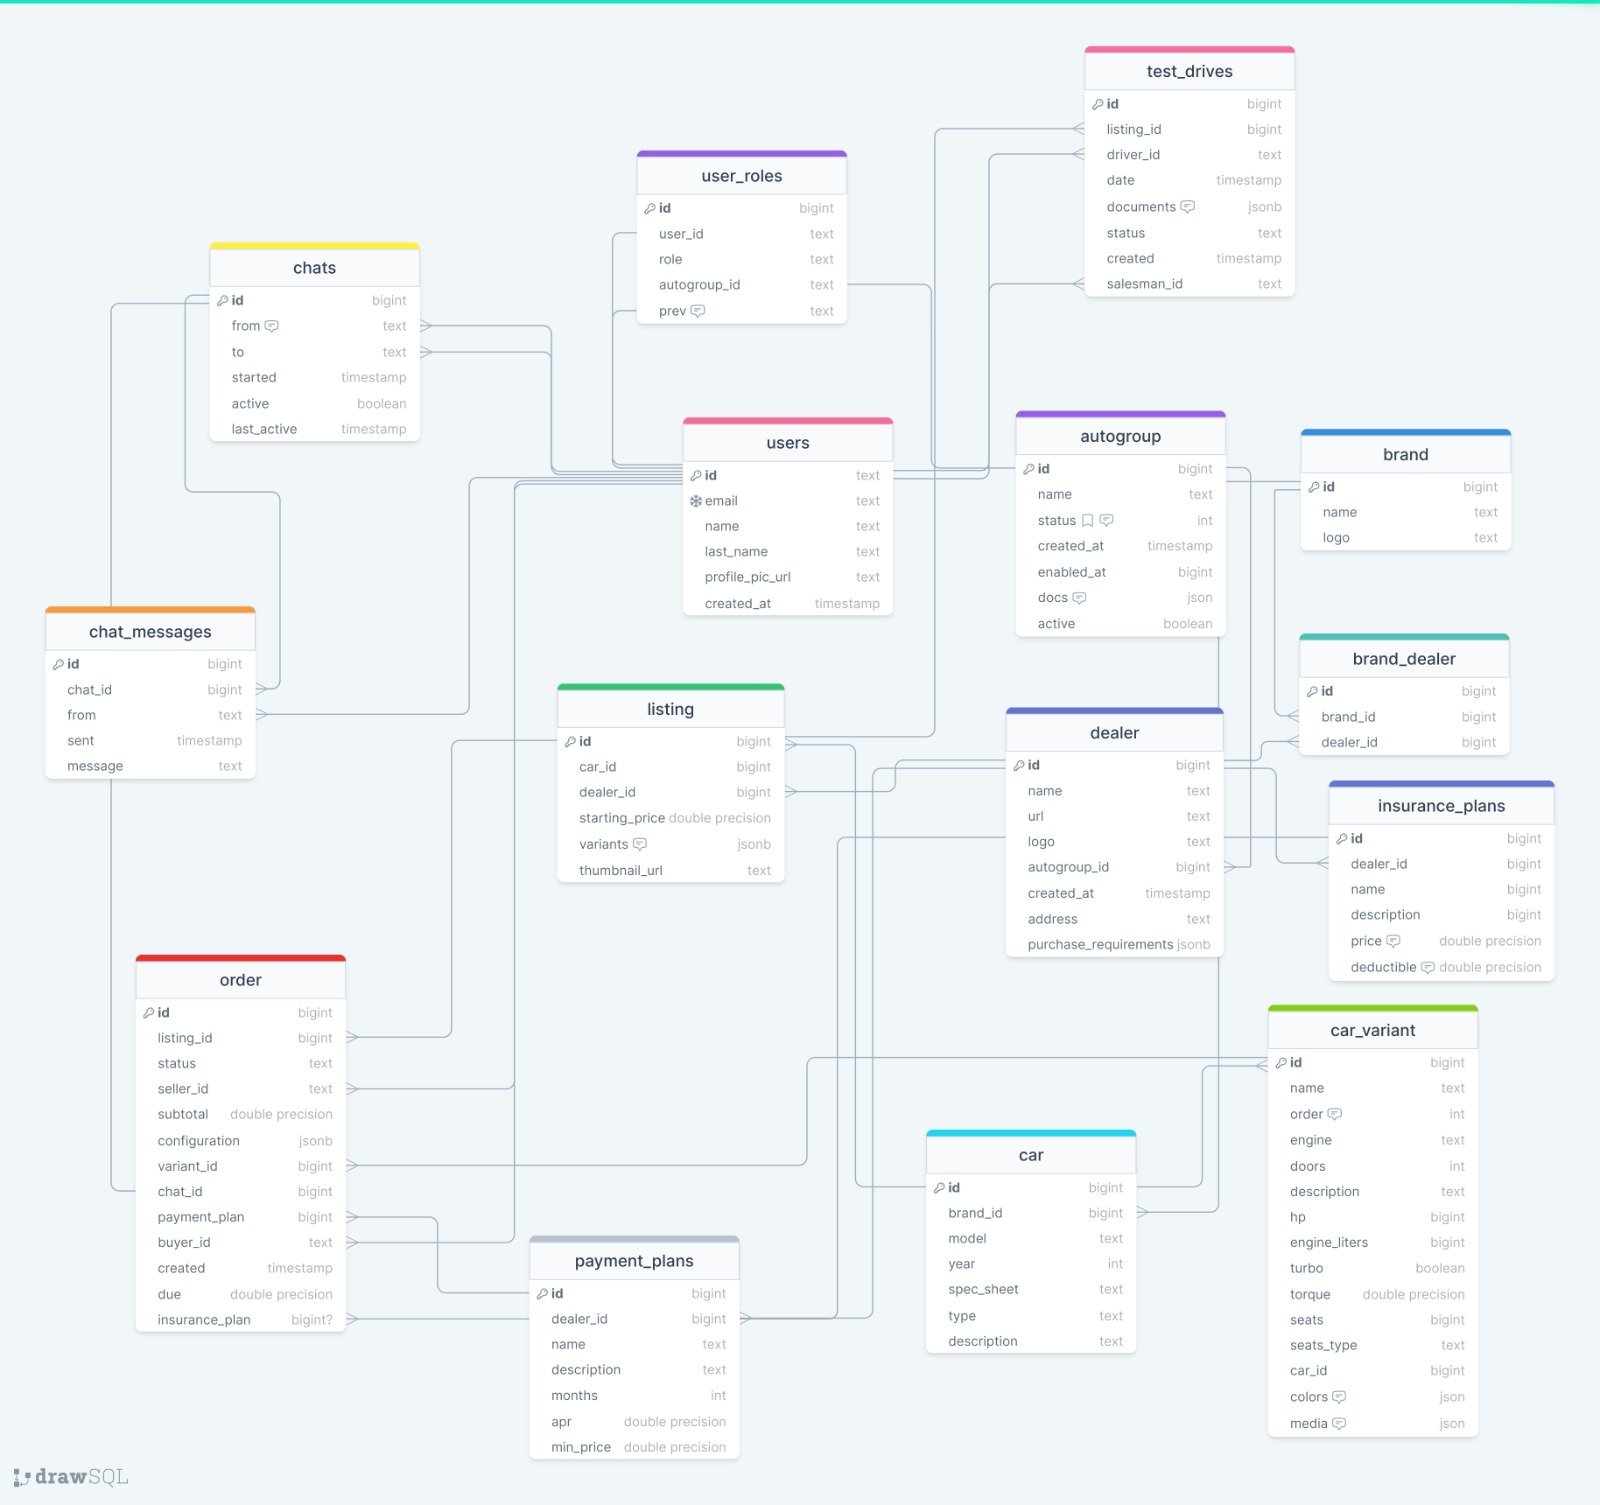 test_drives
id bigint
listing_id bigint
driver_id text
date timestamp
documents jsonb
status text
created timestamp
salesman_id text
user_roles
id bigint
user_id text
role text
autogroup_id text
prev text
chats
id bigint
from text
to text
started timestamp
active boolean
last_active timestamp
users
id text
email text
name text
last_name text
profile_pic_url text
created_at timestamp
autogroup
id bigint
name text
status int
created_at timestamp
enabled_at bigint
docs json
active boolean
brand
id bigint
name text
logo text
chat_messages
id bigint
chat_id bigint
from text
sent timestamp
message text
brand_dealer
id bigint
brand_id bigint
dealer_id bigint
listing
id bigint
car_id bigint
dealer_id bigint
starting_price double precision
variants jsonb
thumbnail_url text
dealer
id bigint
name text
url text
logo text
autogroup_id bigint
created_at timestamp
address text
purchase_requirements jsonb
insurance_plans
id bigint
dealer_id bigint
name bigint
description bigint
price double precision
deductible double precision
order
id bigint
listing_id bigint
status text
seller_id text
subtotal double precision
configuration jsonb
variant_id bigint
chat_id bigint
payment_plan bigint
buyer_id text
created timestamp
due double precision
insurance_plan bigint?
car_variant
id bigint
name text
order int
engine text
doors int
description text
hp bigint
engine_liters bigint
turbo boolean
torque double precision
seats bigint
seats_type text
car_id bigint
colors json
media json
car
id bigint
brand_id bigint
model text
year int
spec_sheet text
type text
description text
payment_plans
id bigint
dealer_id bigint
name text
description text
months int
apr double precision
min_price double precision
drawSQL